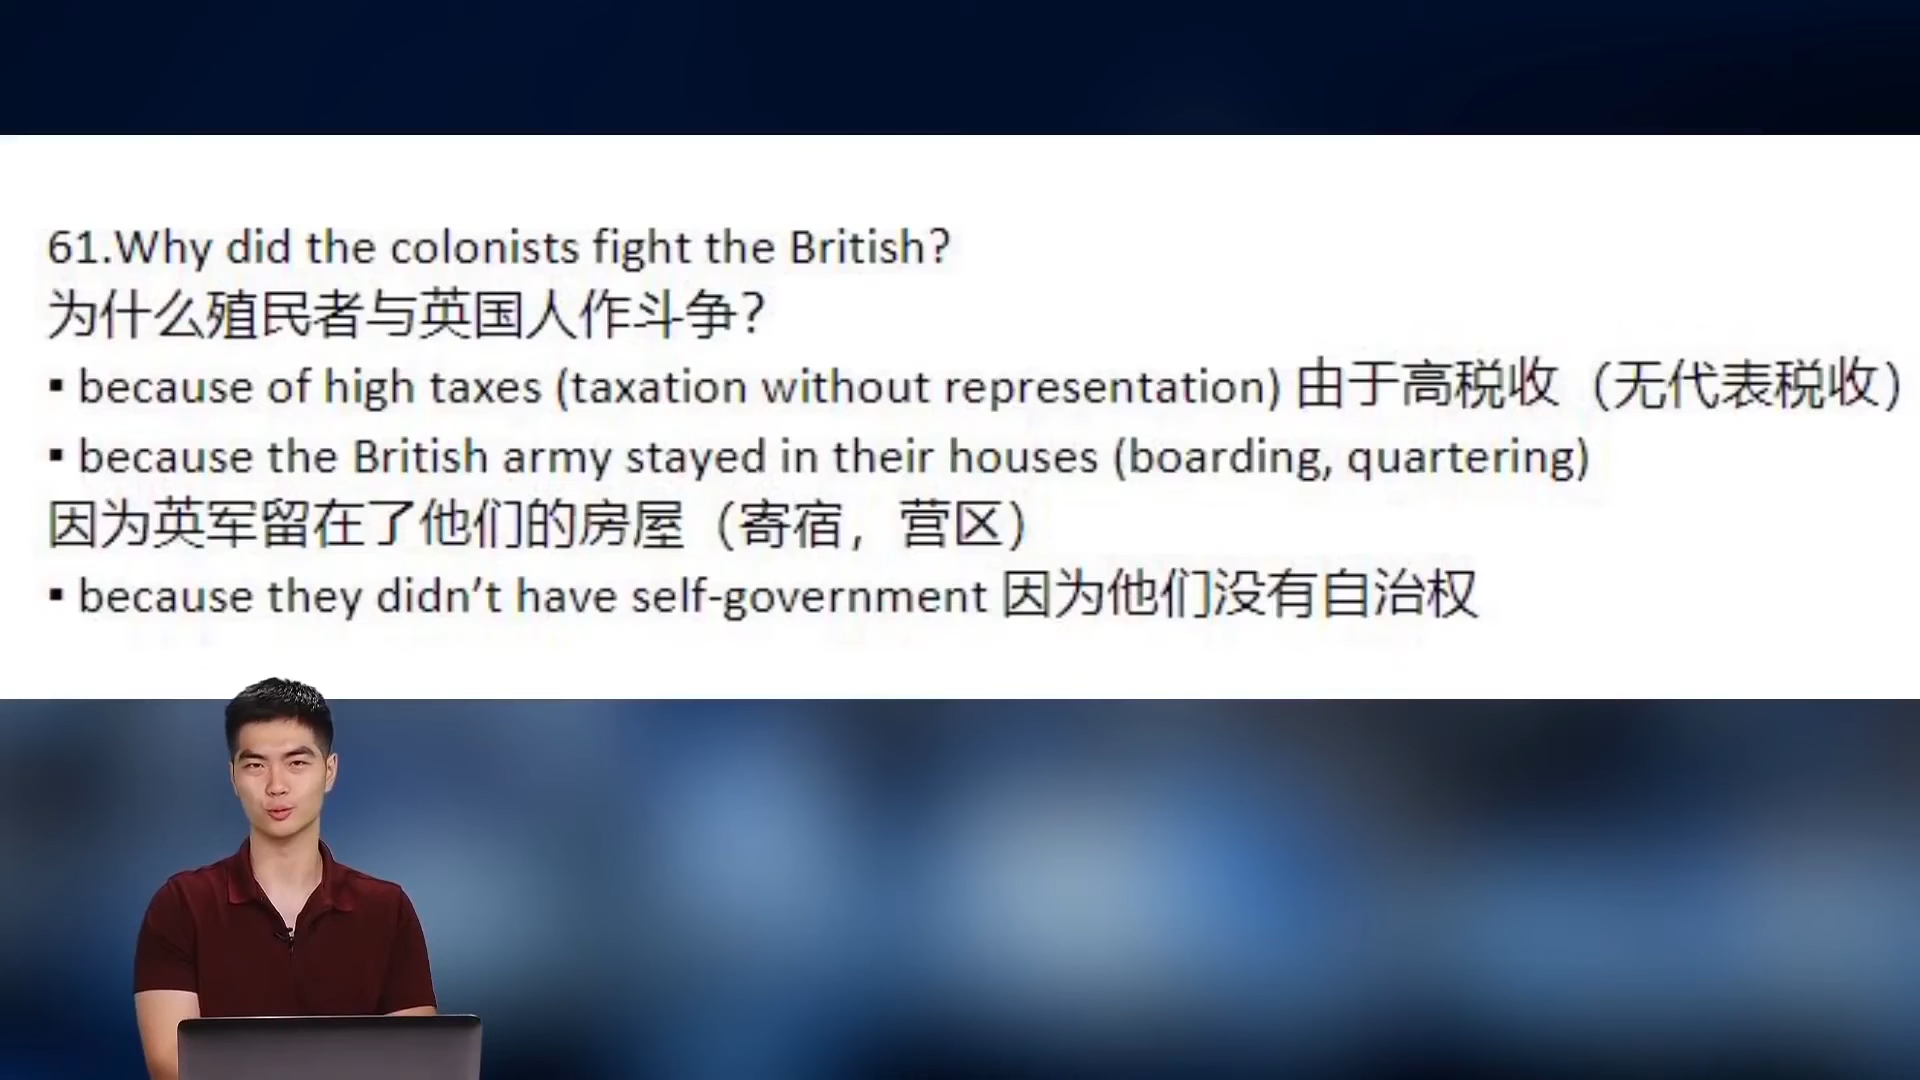 61.Why did the colonists fight the British?
为什么殖民者与英国人作斗争?
▪ because of high taxes (taxation without representation) 由于高税收（无代表税收）
▪ because the British army stayed in their houses (boarding, quartering)
因为英军留在了他们的房屋（寄宿，营区）
▪ because they didn’t have self-government 因为他们没有自治权